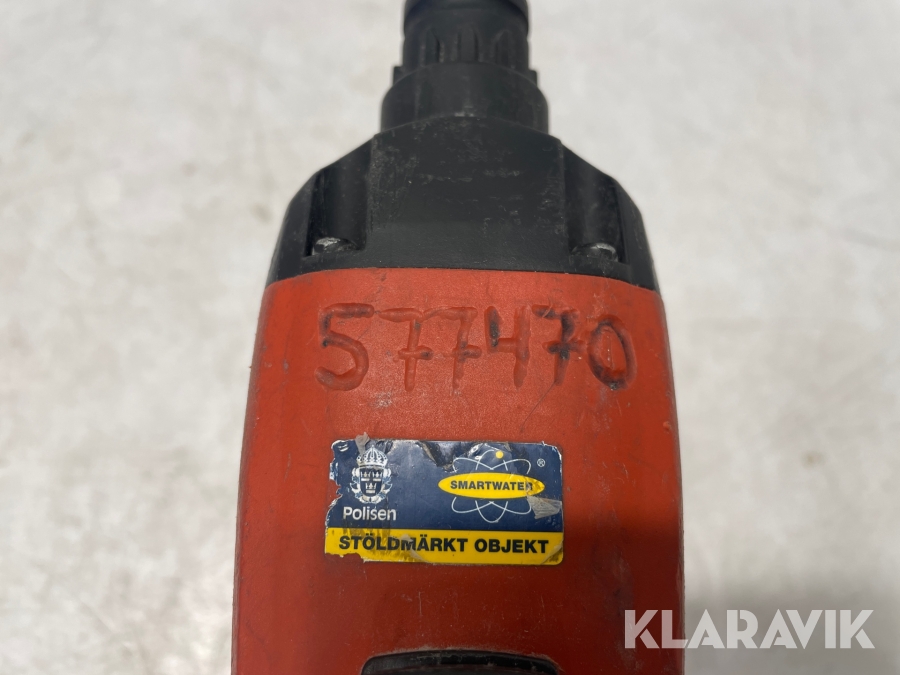 577470
Polisen
SMARTWATER ®
STÖLDMÄRKT OBJEKT
KLARAVIK